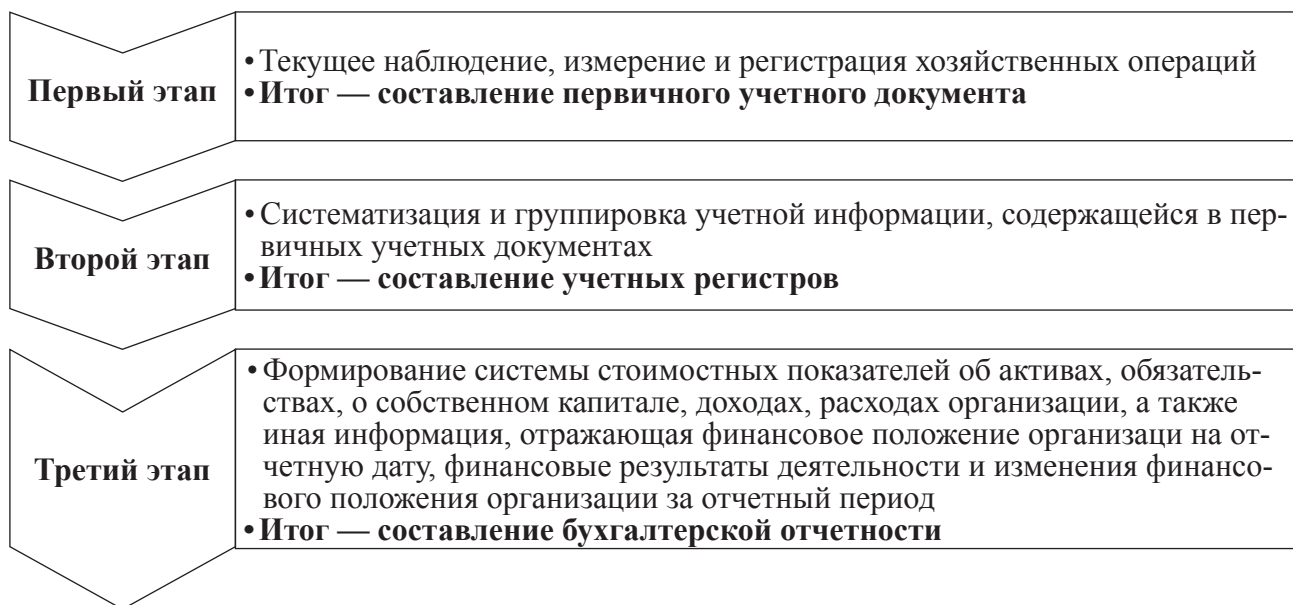 Первый этап
• Текущее наблюдение, измерение и регистрация хозяйственных операций
• Итог — составление первичного учетного документа
Второй этап
• Систематизация и группировка учетной информации, содержащейся в пер-
вичных учетных документах
• Итог — составление учетных регистров
Третий этап
• Формирование системы стоимостных показателей об активах, обязатель-
ствах, о собственном капитале, доходах, расходах организации, а также
иная информация, отражающая финансовое положение организаци на от-
четную дату, финансовые результаты деятельности и изменения финансо-
вого положения организации за отчетный период
• Итог — составление бухгалтерской отчетности